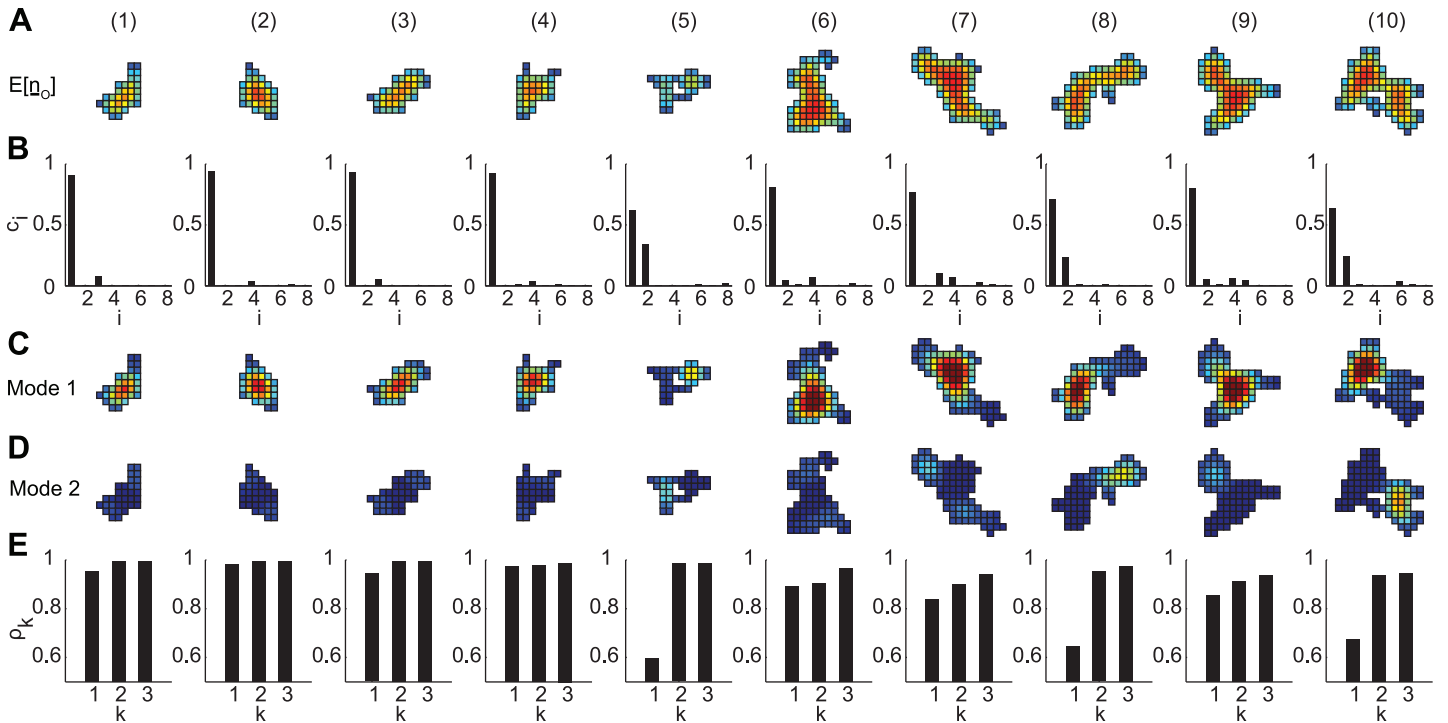 A
(1) (2) (3) (4) (5) (6) (7) (8) (9) (10)
E[n_o]
B
1 1 1 1 1 1 1 1 1 1
0.5 0.5 0.5 0.5 0.5 0.5 0.5 0.5 0.5 0.5
c_i
0 0 0 0 0 0 0 0 0 0
2 4 6 8 2 4 6 8 2 4 6 8 2 4 6 8 2 4 6 8 2 4 6 8 2 4 6 8 2 4 6 8 2 4 6 8 2 4 6 8
i i i i i i i i i i
C
Mode 1
D
Mode 2
E
1 1 1 1 1 1 1 1 1 1
0.8 0.8 0.8 0.8 0.8 0.8 0.8 0.8 0.8 0.8
ρ_k
0.6 0.6 0.6 0.6 0.6 0.6 0.6 0.6 0.6 0.6
1 2 3 1 2 3 1 2 3 1 2 3 1 2 3 1 2 3 1 2 3 1 2 3 1 2 3 1 2 3
k k k k k k k k k k